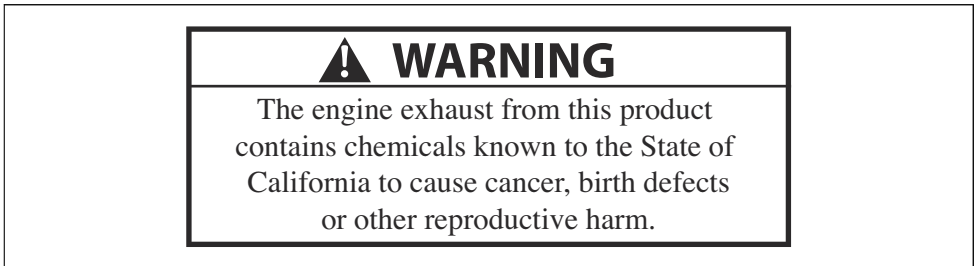 WARNING
The engine exhaust from this product
contains chemicals known to the State of
California to cause cancer, birth defects
or other reproductive harm.